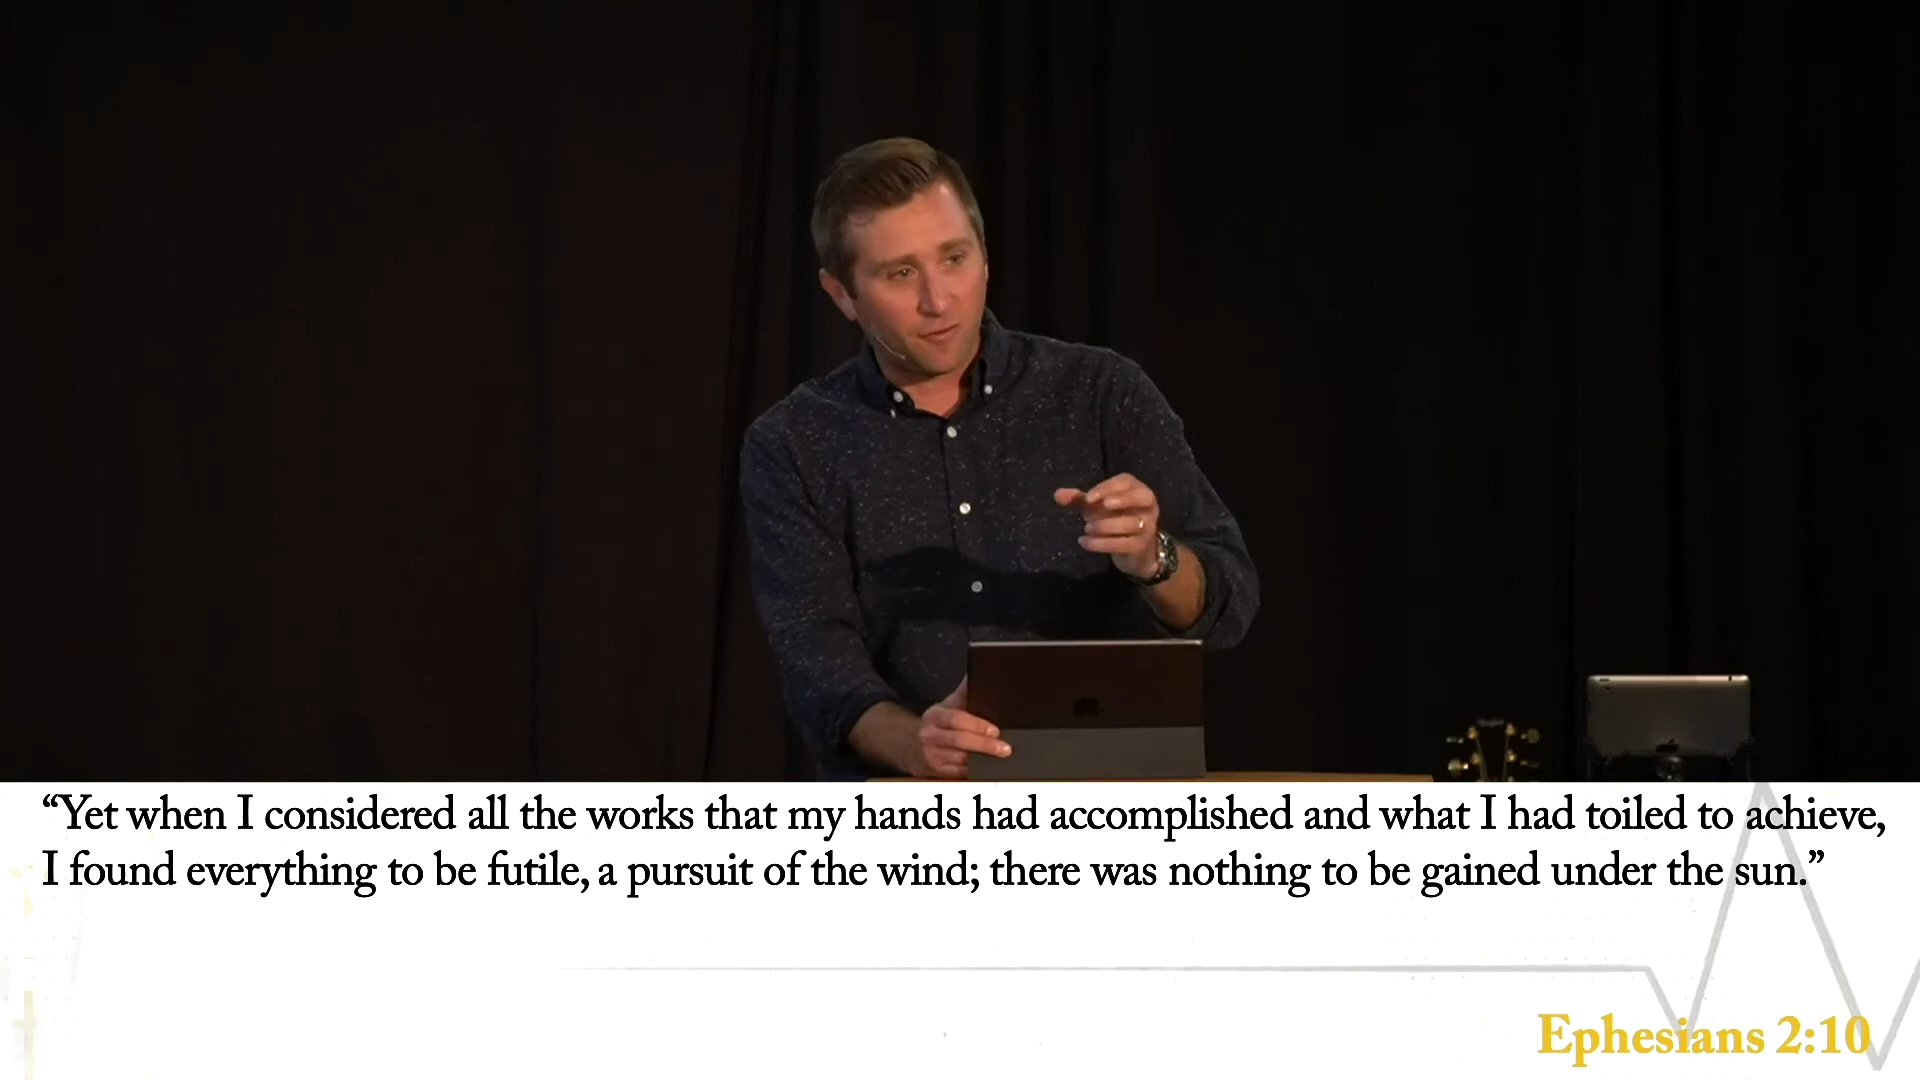 “Yet when I considered all the works that my hands had accomplished and what I had toiled to achieve,
I found everything to be futile, a pursuit of the wind; there was nothing to be gained under the sun.”
Ephesians 2:10